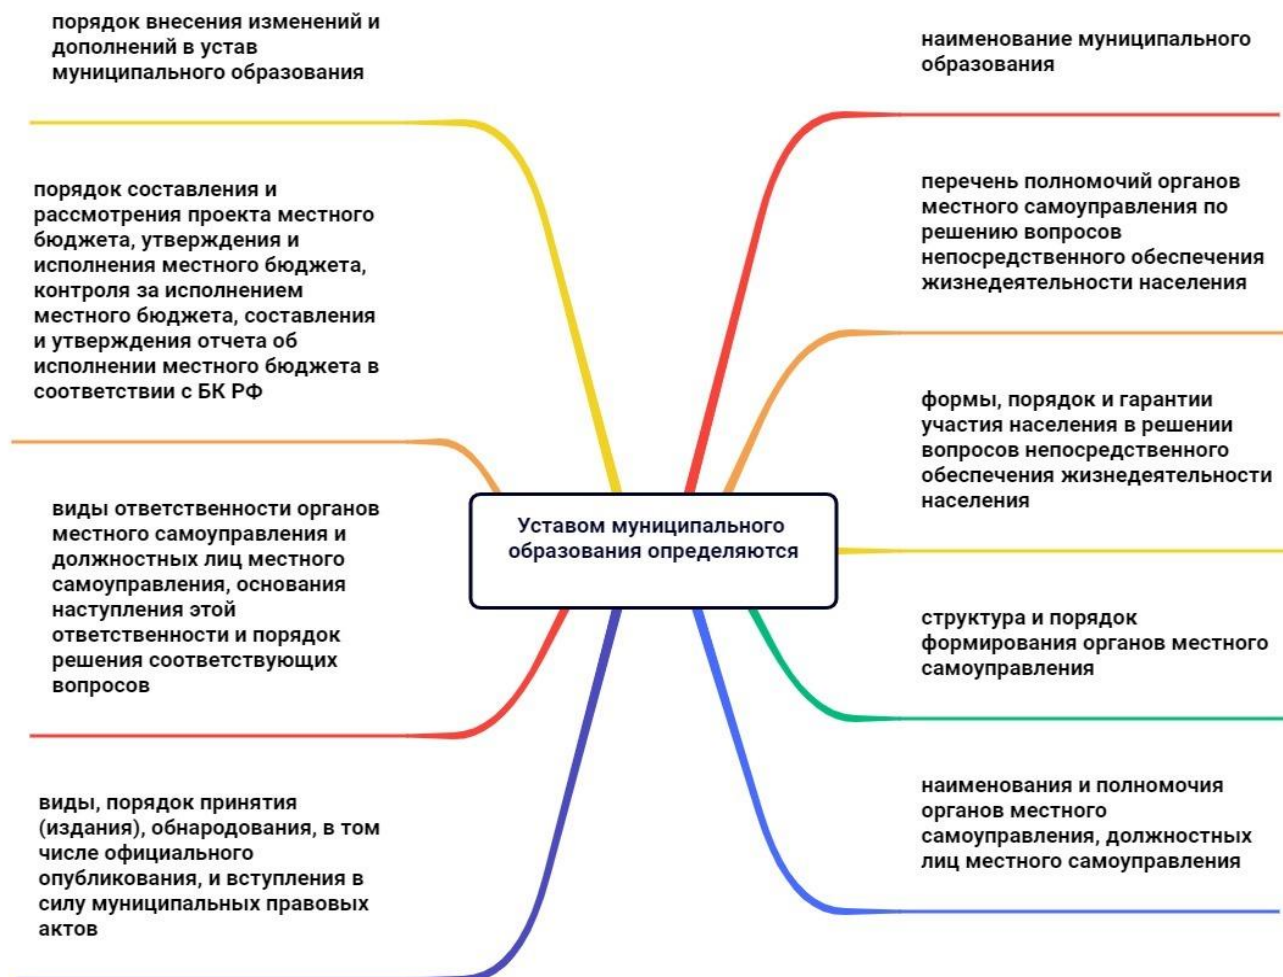 порядок внесения изменений и
дополнений в устав
муниципального образования
порядок составления и
рассмотрения проекта местного
бюджета, утверждения и
исполнения местного бюджета,
контроля за исполнением
местного бюджета, составления
и утверждения отчета об
исполнении местного бюджета в
соответствии с БК РФ
виды ответственности органов
местного самоуправления и
должностных лиц местного
самоуправления, основания
наступления этой
ответственности и порядок
решения соответствующих
вопросов
виды, порядок принятия
(издания), обнародования, в том
числе официального
опубликования, и вступления в
силу муниципальных правовых
актов
Уставом муниципального
образования определяются
наименование муниципального
образования
перечень полномочий органов
местного самоуправления по
решению вопросов
непосредственного обеспечения
жизнедеятельности населения
формы, порядок и гарантии
участия населения в решении
вопросов непосредственного
обеспечения жизнедеятельности
населения
структура и порядок
формирования органов местного
самоуправления
наименования и полномочия
органов местного
самоуправления, должностных
лиц местного самоуправления